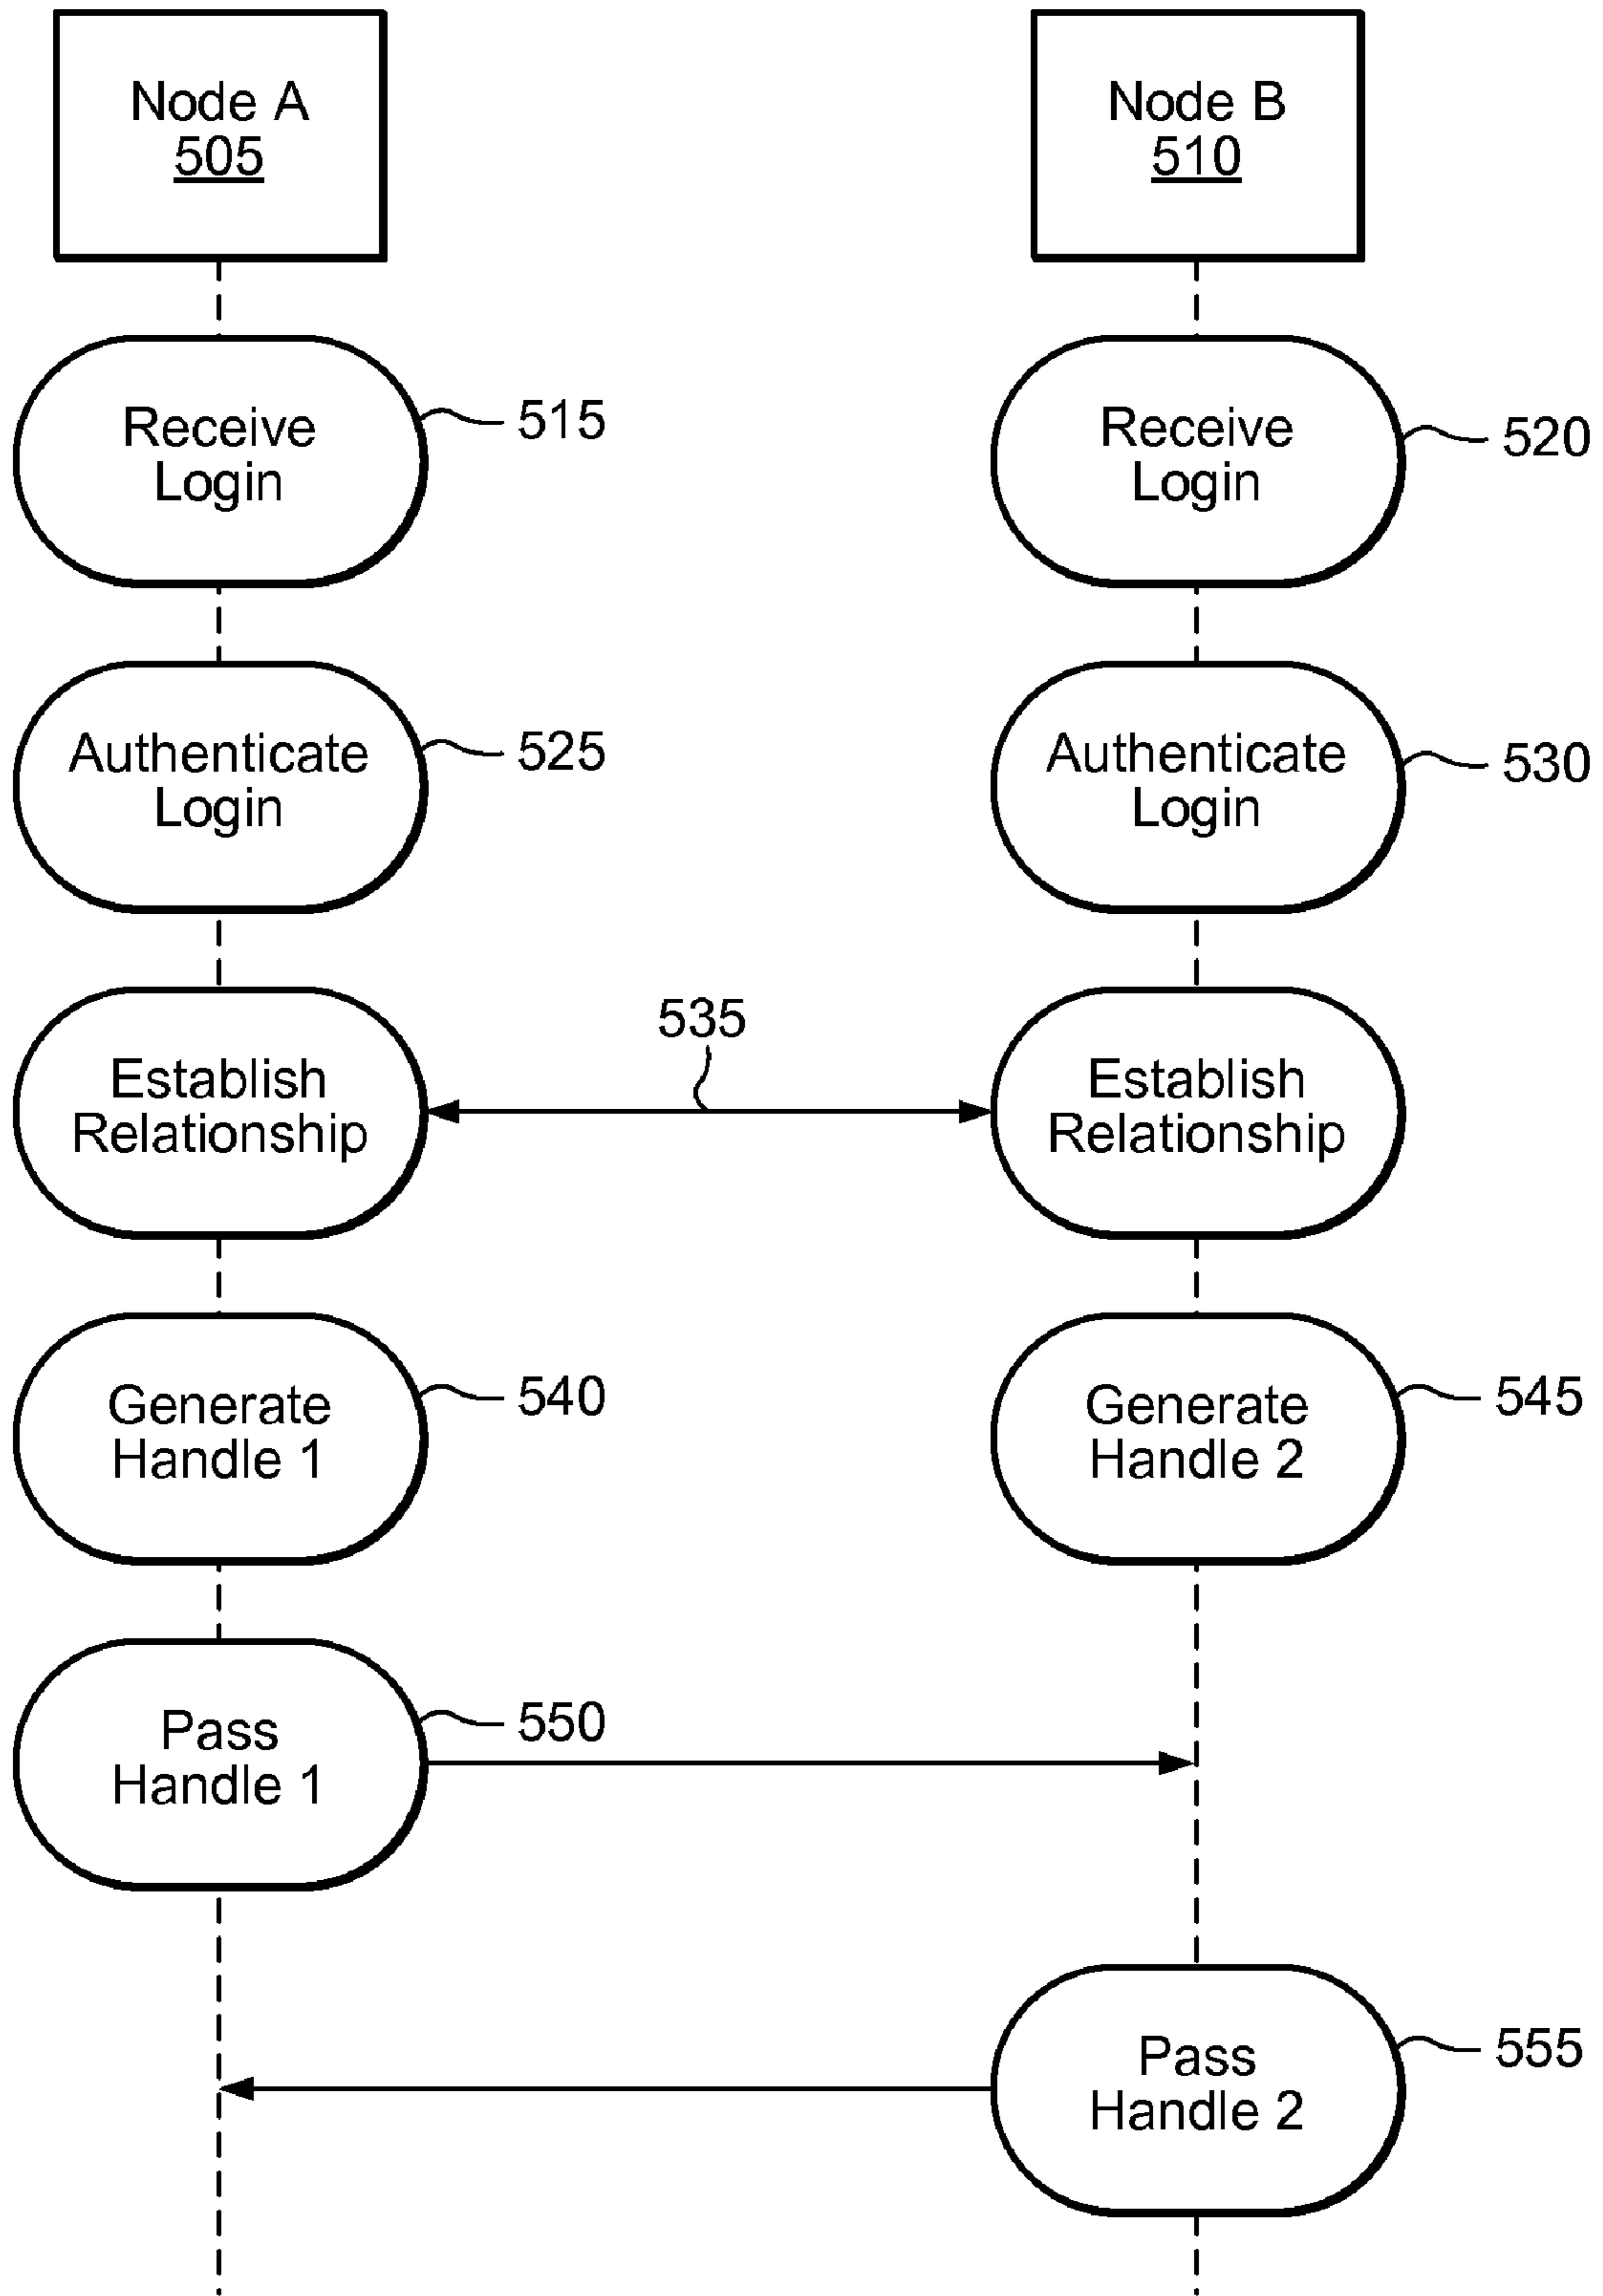 Node A
505
Node B
510
Receive
Login
515
Receive
Login
520
Authenticate
Login
525
Authenticate
Login
530
Establish
Relationship
535
Establish
Relationship
Generate
Handle 1
540
Generate
Handle 2
545
Pass
Handle 1
550
Pass
Handle 2
555